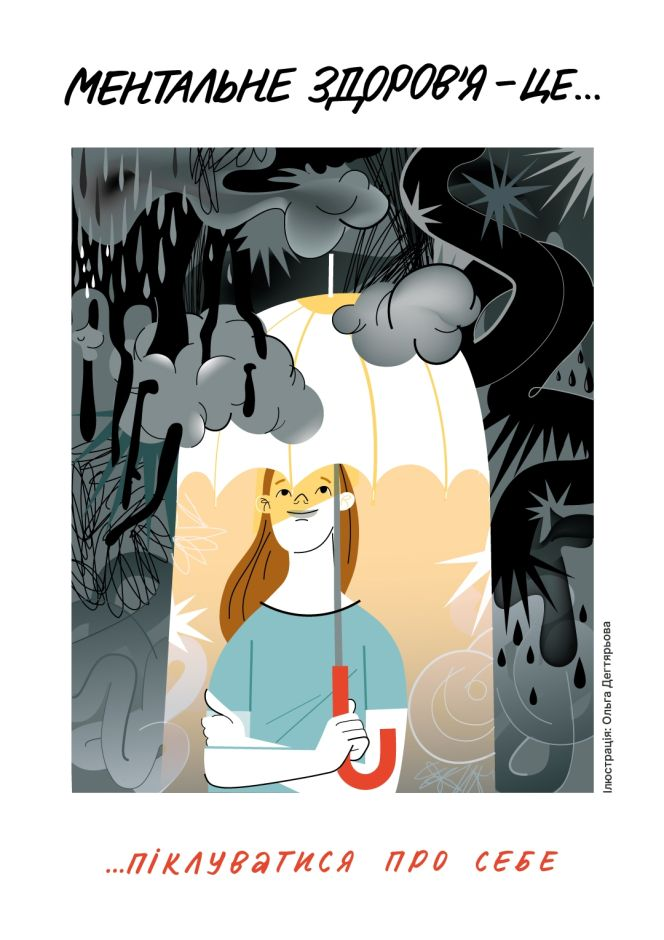 МЕНТАЛЬНЕ ЗДОРОВ'Я – ЦЕ...
Ілюстрація: Ольга Дегтярьова
...ПІКЛУВАТИСЯ ПРО СЕБЕ